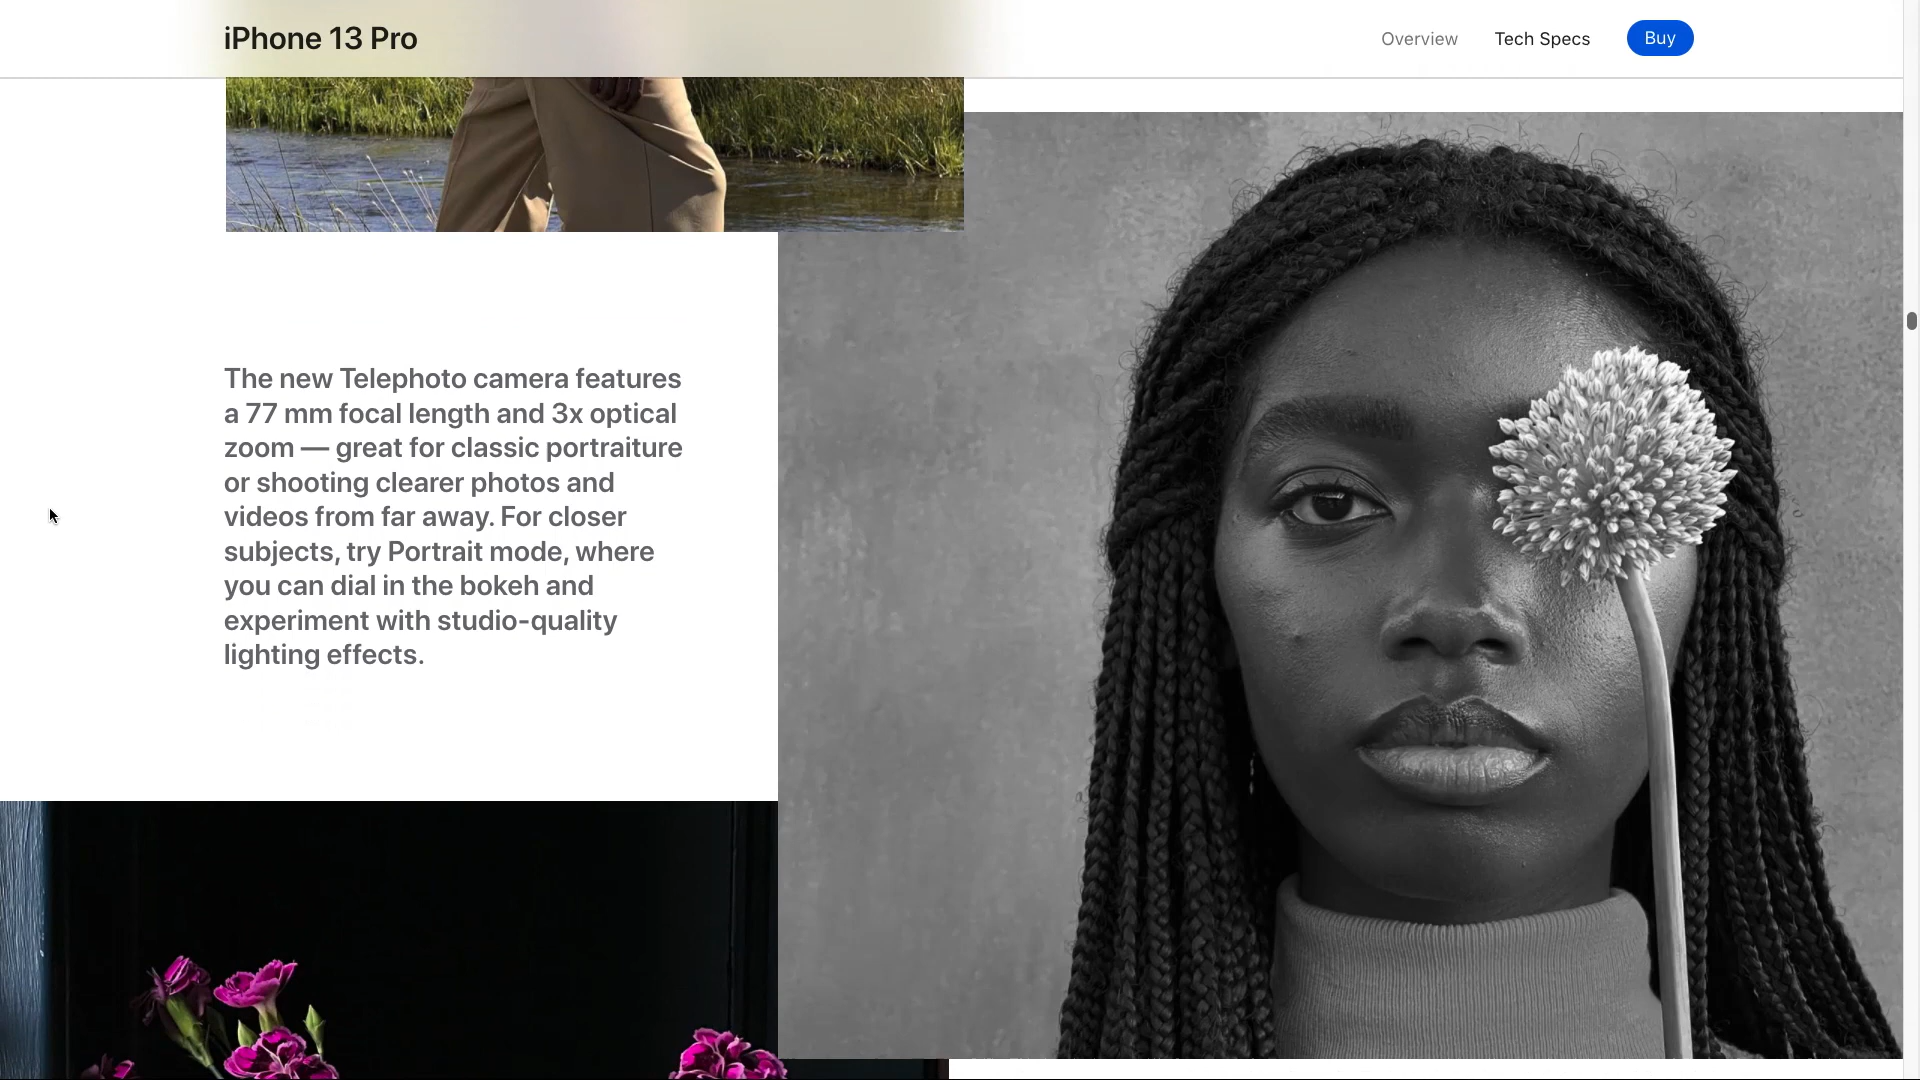 iPhone 13 Pro
Overview
Tech Specs
Buy
The new Telephoto camera features
a 77 mm focal length and 3x optical
zoom — great for classic portraiture
or shooting clearer photos and
videos from far away. For closer
subjects, try Portrait mode, where
you can dial in the bokeh and
experiment with studio-quality
lighting effects.